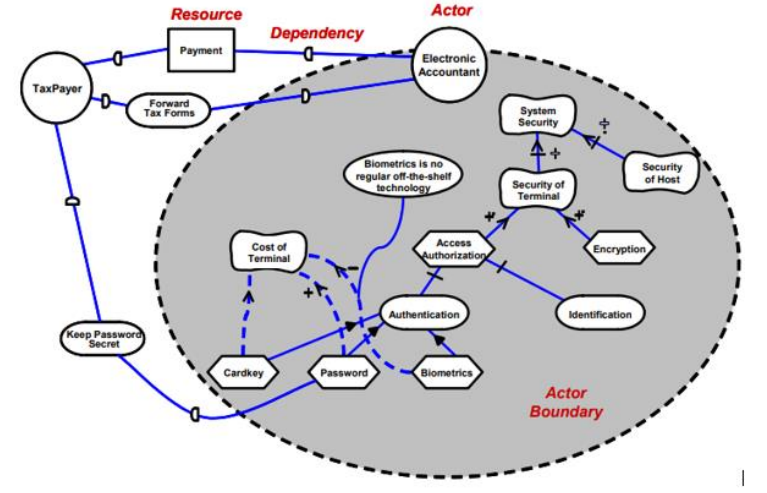 Resource
Actor
Dependency
Payment
Electronic
Accountant
TaxPayer
Forward
Tax Forms
System
Security
Biometrics is no
regular off-the-shelf
technology
Security
of Host
Security of
Terminal
Cost of
Terminal
Access
Authorization
Encryption
Authentication
Identification
Keep Password
Secret
Cardkey
Password
Biometrics
Actor
Boundary